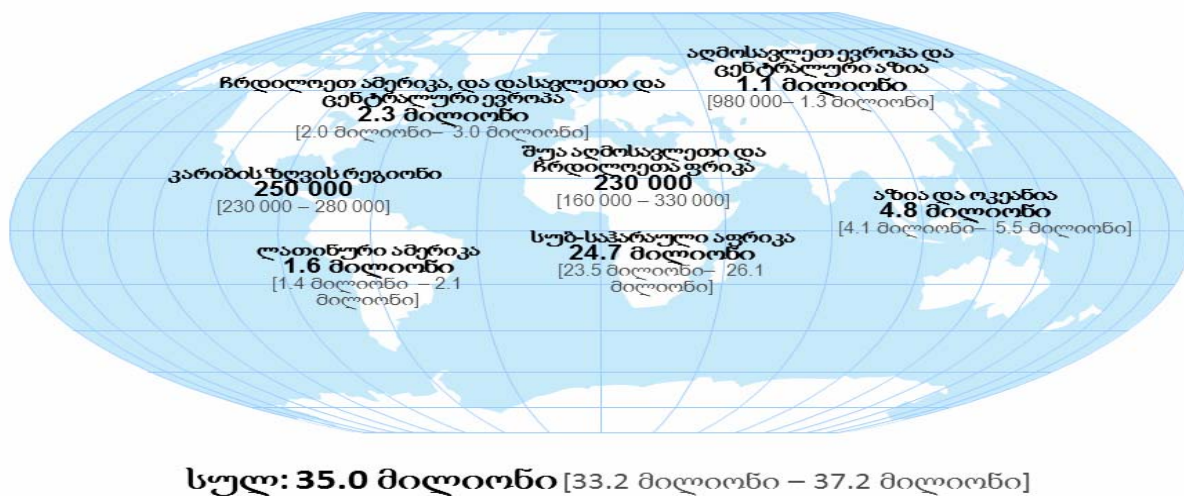 აღმოსავლეთ ევროპა და
ცენტრალური აზია
1.1 მილიონი
[980 000– 1.3 მილიონი]
ჩრდილოეთ ამერიკა, და დასავლეთი და
ცენტრალური ევროპა
2.3 მილიონი
[2.0 მილიონი– 3.0 მილიონი]
შუა აღმოსავლეთი და
ჩრდილოეთა ფრიკა
230 000
[160 000 – 330 000]
კარიბის ზღვის რეგიონი
250 000
[230 000 – 280 000]
აზია და ოკეანია
4.8 მილიონი
[4.1 მილიონი– 5.5 მილიონი]
სუბ-საჰარაული აფრიკა
24.7 მილიონი
[23.5 მილიონი– 26.1
მილიონი]
ლათინური ამერიკა
1.6 მილიონი
[1.4 მილიონი – 2.1
მილიონი]
სულ: 35.0 მილიონი [33.2 მილიონი – 37.2 მილიონი]